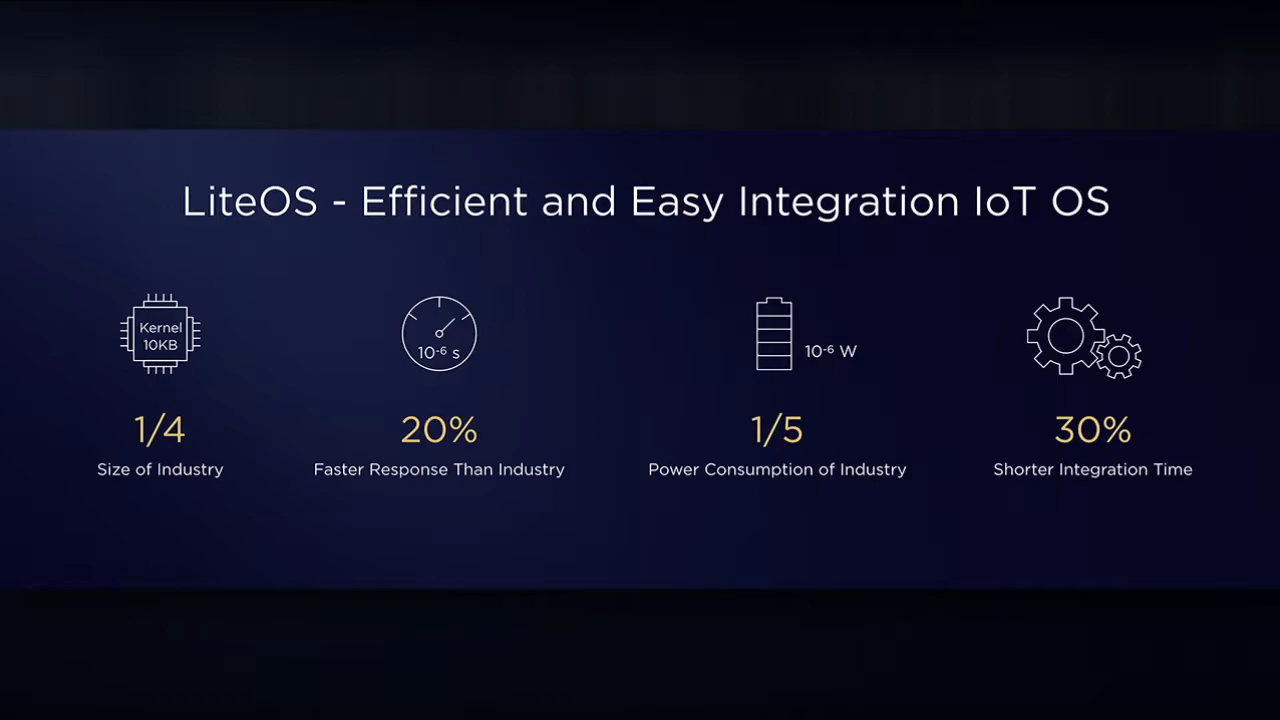 LiteOS - Efficient and Easy Integration IoT OS
Kernel
10KB
10⁻⁶ s
10⁻⁶ W
1/4
20%
1/5
30%
Size of Industry
Faster Response Than Industry
Power Consumption of Industry
Shorter Integration Time